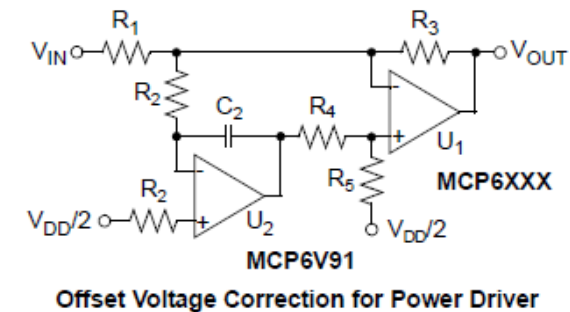 R1
R3
VIN
VOUT
R2
C2
R4
-
-
+
U1
R5
MCP6XXX
R2
VDD/2
+
U2
VDD/2
MCP6V91
Offset Voltage Correction for Power Driver